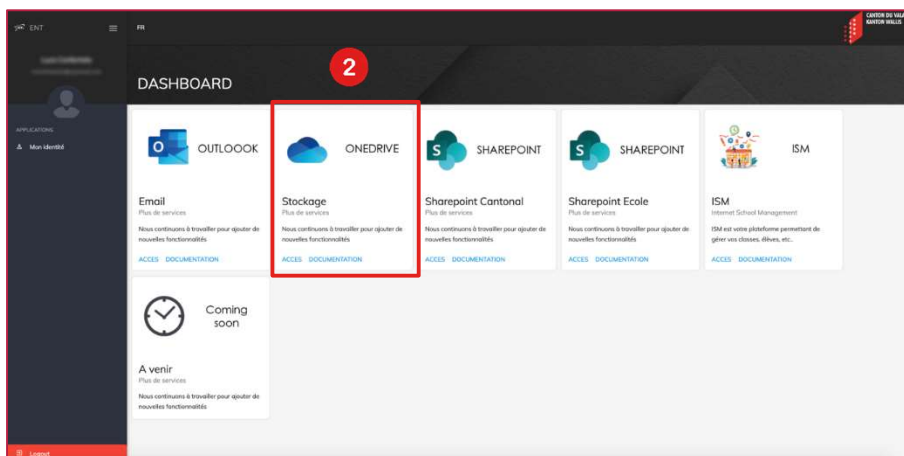 ENT
FR
CANTON DU VALAIS
KANTON WALLIS
DASHBOARD
2
APPLICATIONS
Mon identité
OUTLOOOK
Email
Plus de services
Nous continuons à travailler pour ajouter de
nouvelles fonctionnalités
ACCES DOCUMENTATION
ONEDRIVE
Stockage
Plus de services
Nous continuons à travailler pour ajouter de
nouvelles fonctionnalités
ACCES DOCUMENTATION
SHAREPOINT
Sharepoint Cantonal
Plus de services
Nous continuons à travailler pour ajouter de
nouvelles fonctionnalités
ACCES DOCUMENTATION
SHAREPOINT
Sharepoint Ecole
Plus de services
Nous continuons à travailler pour ajouter de
nouvelles fonctionnalités
ACCES DOCUMENTATION
ISM
ISM
Internet School Management
ISM est votre plateforme permettant de
gérer vos classes, élèves, etc..
ACCES DOCUMENTATION
Coming
soon
A venir
Plus de services
Nous continuons à travailler pour ajouter de
nouvelles fonctionnalités
Logout